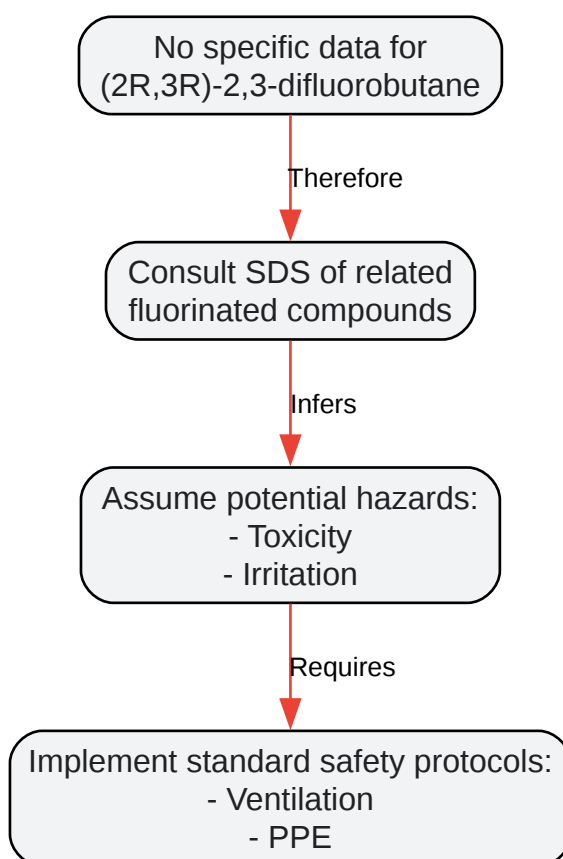 No specific data for
(2R,3R)-2,3-difluorobutane
Therefore
Consult SDS of related
fluorinated compounds
Infers
Assume potential hazards:
- Toxicity
- Irritation
Requires
Implement standard safety protocols:
- Ventilation
- PPE